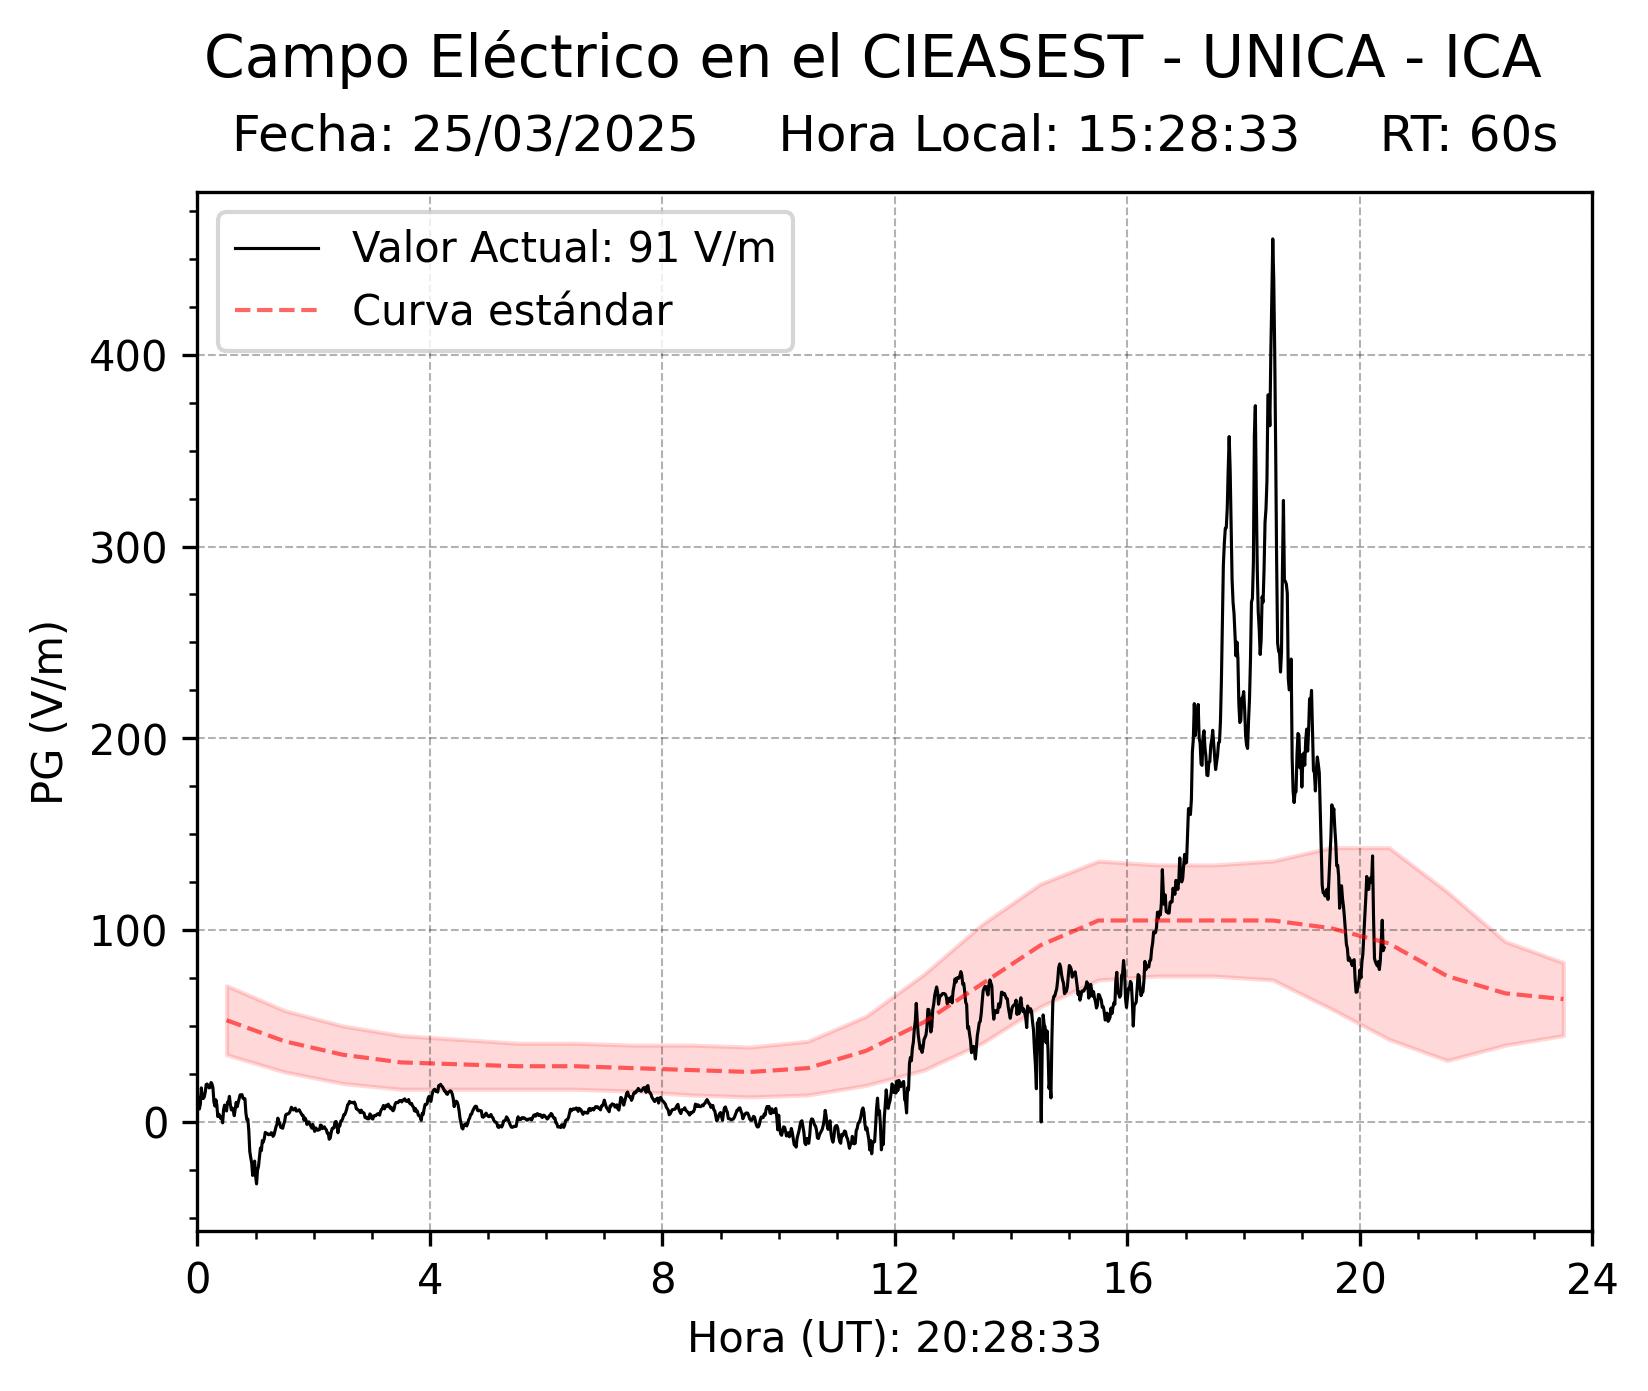 Campo Eléctrico en el CIEASEST - UNICA - ICA
Fecha: 25/03/2025 Hora Local: 15:28:33 RT: 60s
Valor Actual: 91 V/m
Curva estándar
400
300
200
100
0
PG (V/m)
0 4 8 12 16 20 24
Hora (UT): 20:28:33